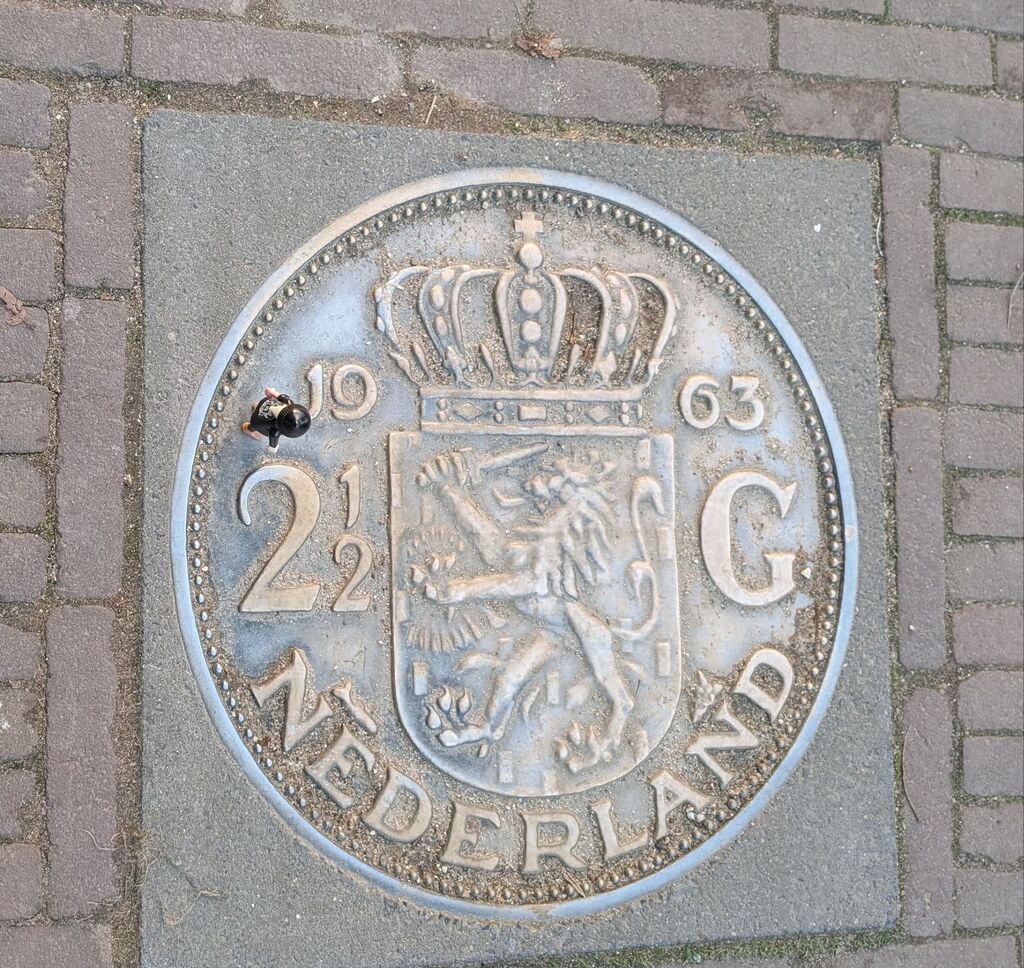 19 63
2 1/2 G
NEDERLAND